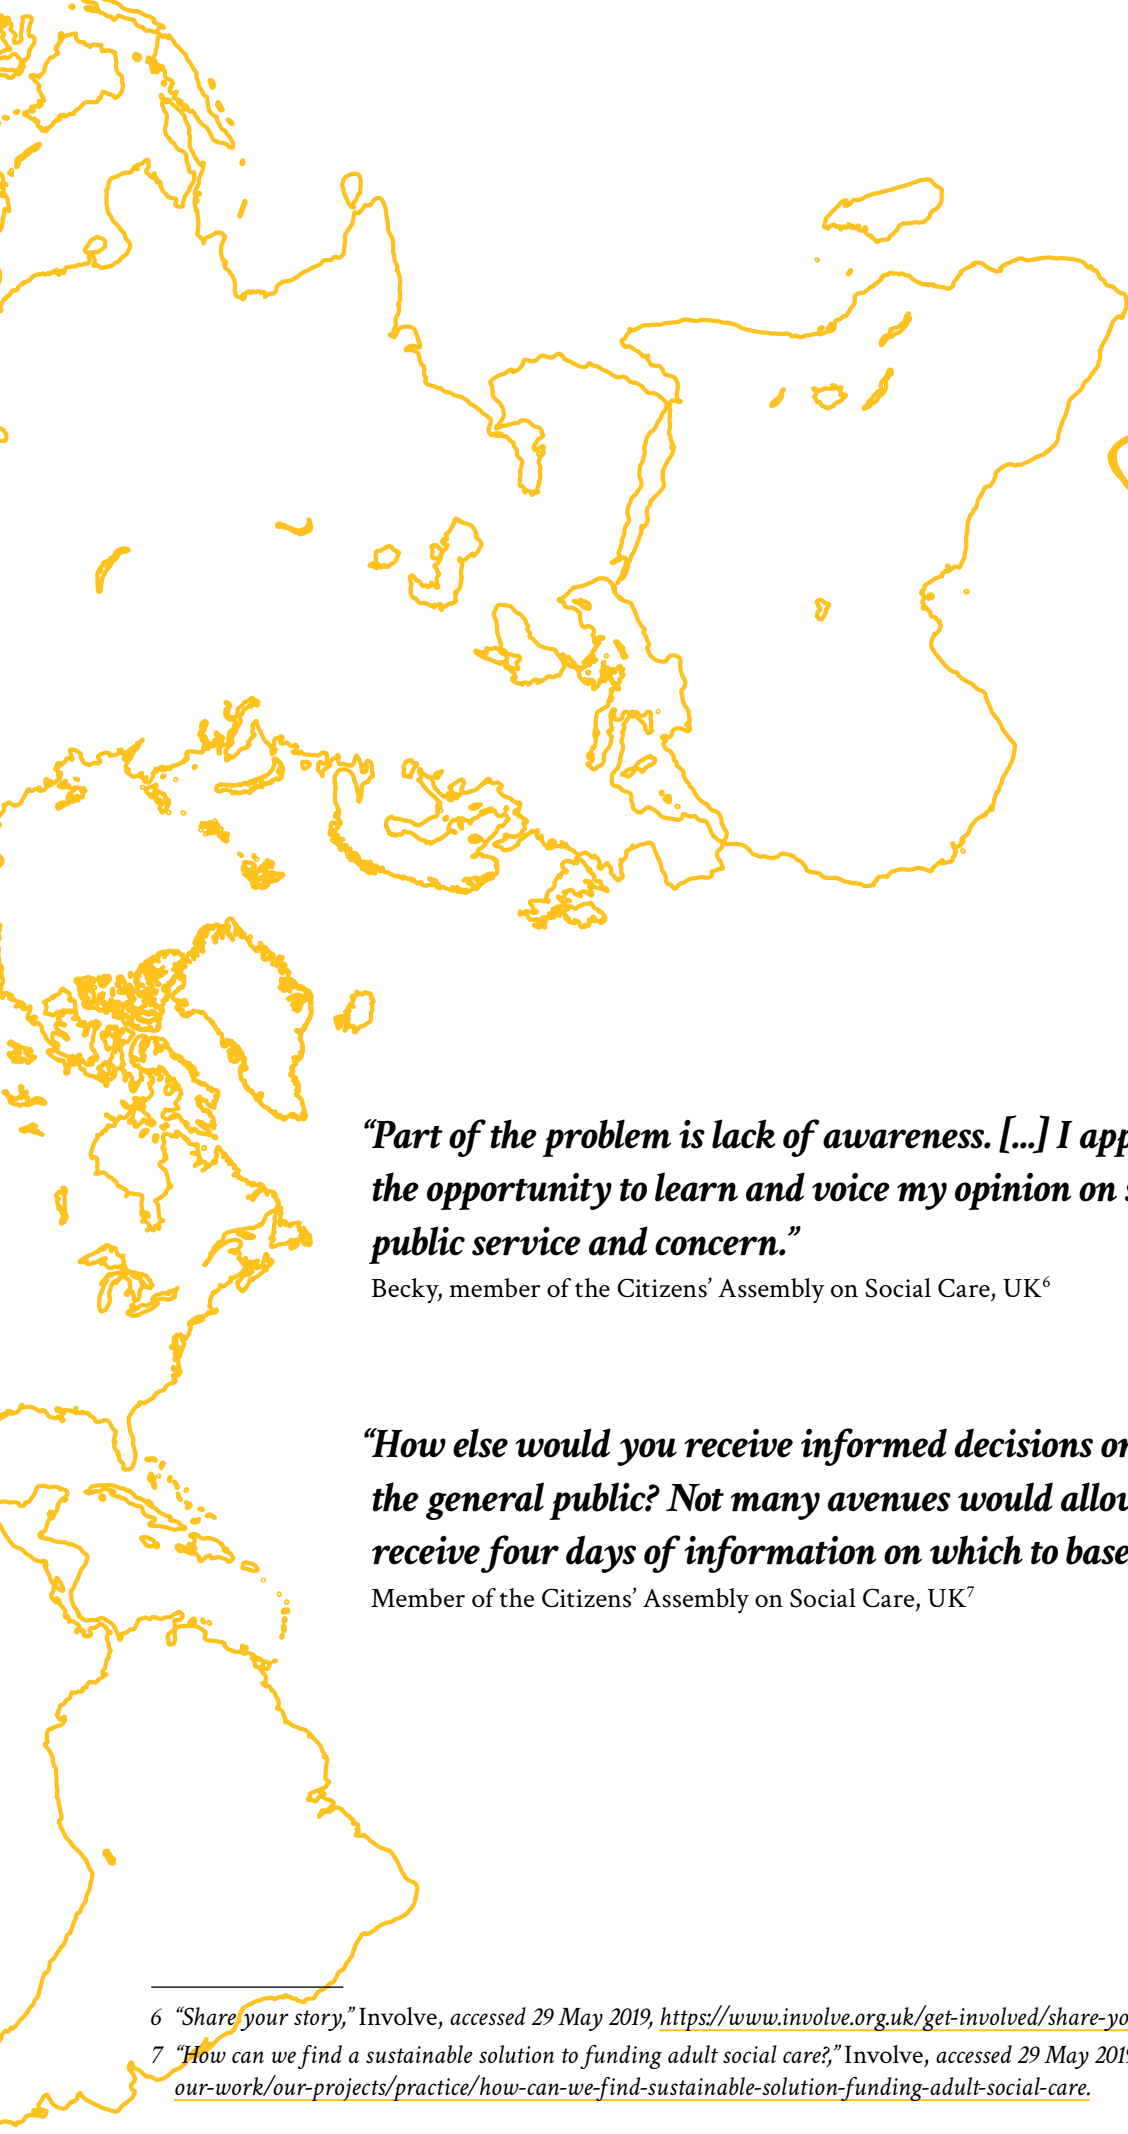 “Part of the problem is lack of awareness. [...] I
the opportunity to learn and voice my opinion on
public service and concern.”
Becky, member of the Citizens’ Assembly on Social Care, UK6
“How else would you receive informed decisions
the general public? Not many avenues would
receive four days of information on which to base
Member of the Citizens’ Assembly on Social Care, UK7
6 “Share your story,” Involve, accessed 29 May 2019, https://www.involve.org.uk/get-involved/share-yo
7 “How can we find a sustainable solution to funding adult social care?,” Involve, accessed 29 May 2019
our-work/our-projects/practice/how-can-we-find-sustainable-solution-funding-adult-social-care.